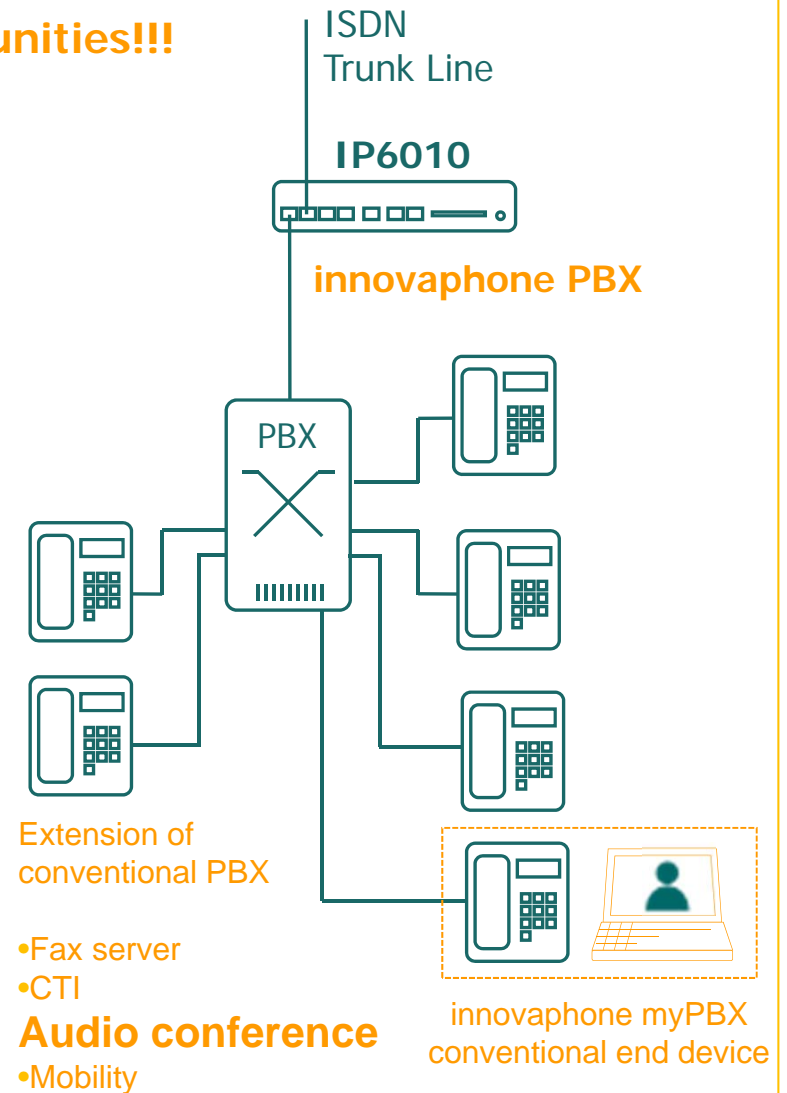 unities!!!
ISDN
Trunk Line
IP6010
innovaphone PBX
PBX
Extension of
conventional PBX
•Fax server
•CTI
Audio conference
•Mobility
innovaphone myPBX
conventional end device